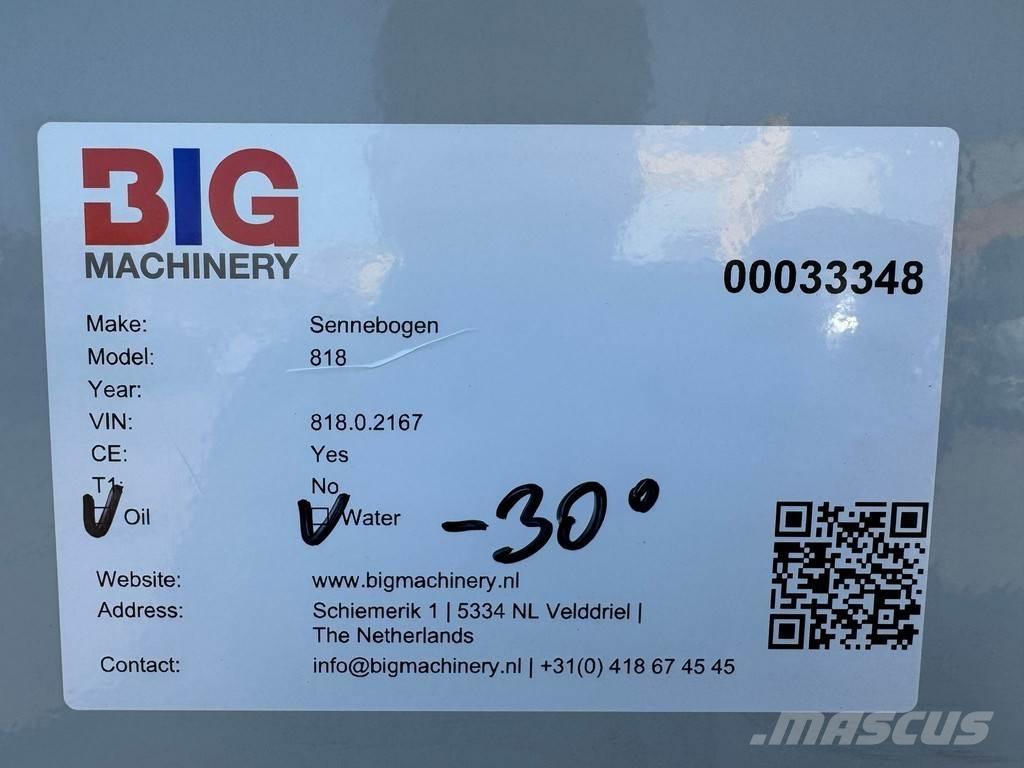 BIG
MACHINERY
00033348
Make: Sennebogen
Model: 818
Year:
VIN: 818.0.2167
CE: Yes
T1: No
Oil Water -30°
Website: www.bigmachinery.nl
Address: Schiemerik 1 | 5334 NL Velddriel |
The Netherlands
Contact: info@bigmachinery.nl | +31(0) 418 67 45 45
.MASCUS